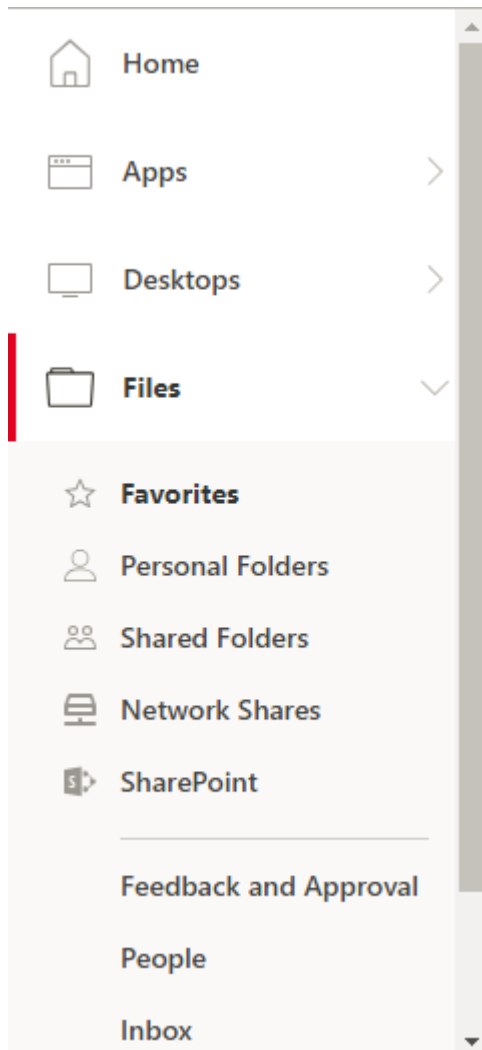 Home
Apps
Desktops
Files
Favorites
Personal Folders
Shared Folders
Network Shares
SharePoint
Feedback and Approval
People
Inbox